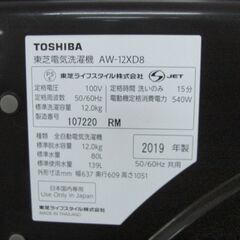 TOSHIBA
東芝電気洗濯機 AW-12XD8
東芝ライフスタイル株式会社 JET
定格電圧 100V
定格洗濯時間 洗いのみ 15分
定格周波数 50/60Hz
電動機定格消費電力 540W
標準洗濯容量 12.0kg
107220 RM
種類 全自動電気洗濯機
標準脱水容量 12.0kg
標準水量 80L
標準使用水量 139L
外形寸法mm 幅637 奥行609 高さ1051
2019 年製
50/60Hz 共用
日本国内専用
Use Only in Japan
MADE IN THAILAND
東芝ライフスタイル株式会社